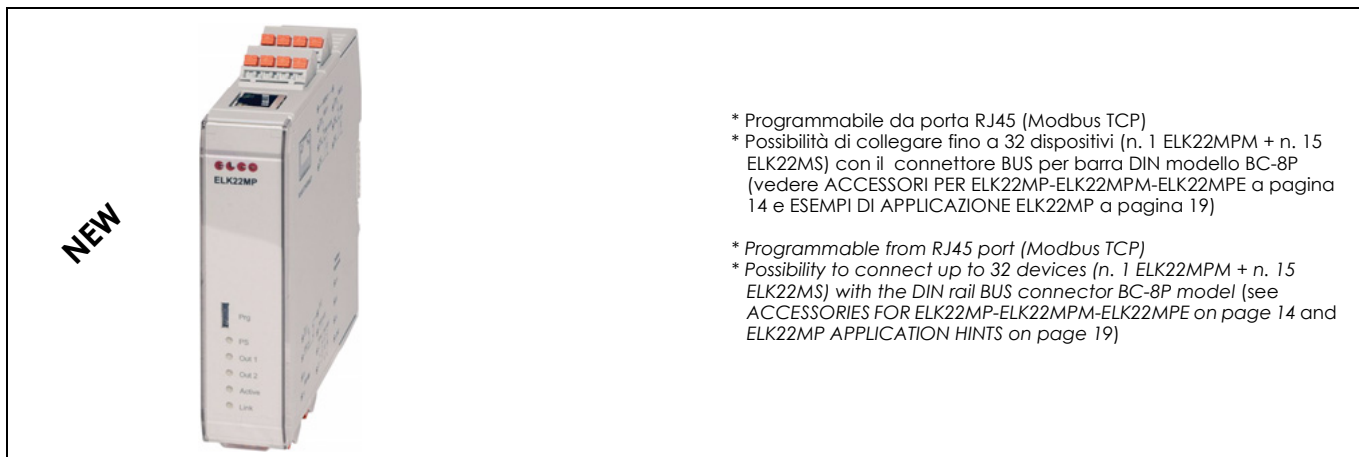 NEW
ELCO
ELK22MP
Prg
PS
Out 1
Out 2
Active
Link
* Programmabile da porta RJ45 (Modbus TCP)
* Possibilità di collegare fino a 32 dispositivi (n. 1 ELK22MPM + n. 15
ELK22MS) con il connettore BUS per barra DIN modello BC-8P
(vedere ACCESSORI PER ELK22MP-ELK22MPM-ELK22MPE a pagina
14 e ESEMPI DI APPLICAZIONE ELK22MP a pagina 19)
* Programmable from RJ45 port (Modbus TCP)
* Possibility to connect up to 32 devices (n. 1 ELK22MPM + n. 15
ELK22MS) with the DIN rail BUS connector BC-8P model (see
ACCESSORIES FOR ELK22MP-ELK22MPM-ELK22MPE on page 14 and
ELK22MP APPLICATION HINTS on page 19)